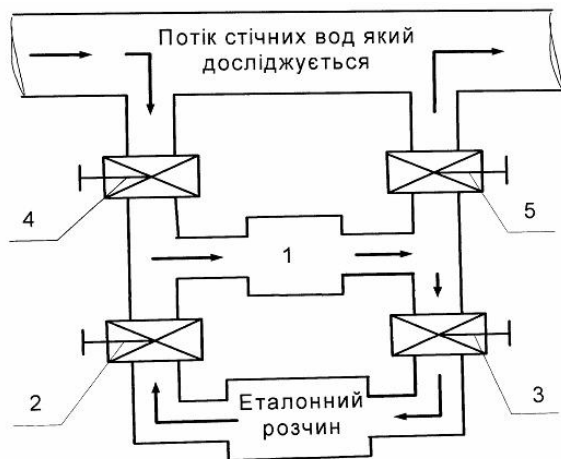 Потік стічних вод який
досліджується
4
5
1
2
3
Еталонний
розчин